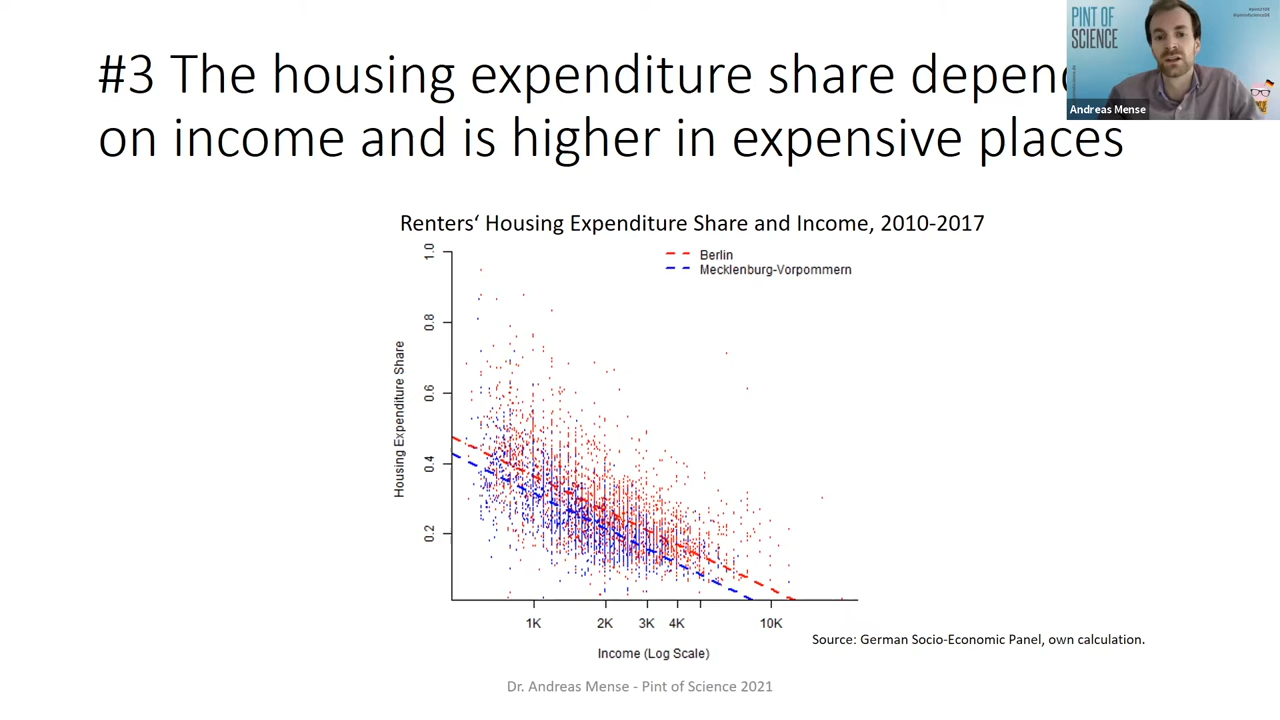 #3 The housing expenditure share depen
on income and is higher in expensive places
PINT OF
SCIENCE
Andreas Mense
Renters‘ Housing Expenditure Share and Income, 2010-2017
Berlin
Mecklenburg-Vorpommern
Housing Expenditure Share
1.0
0.8
0.6
0.4
0.2
1K
2K
3K
4K
10K
Income (Log Scale)
Source: German Socio-Economic Panel, own calculation.
Dr. Andreas Mense - Pint of Science 2021